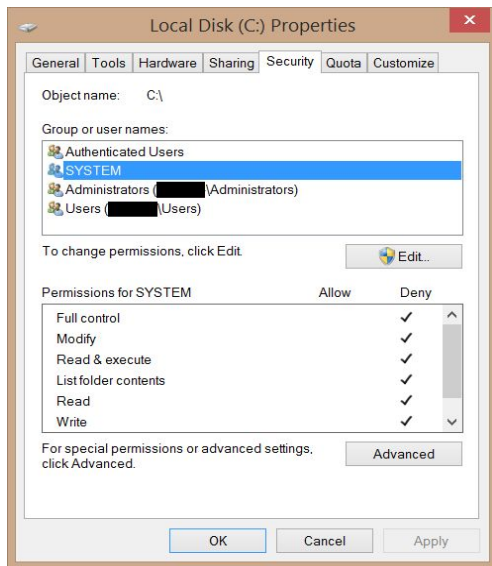 Local Disk (C:) Properties
General Tools Hardware Sharing Security Quota Customize
Object name: C:\
Group or user names:
Authenticated Users
SYSTEM
Administrators ( \Administrators)
Users ( \Users)
To change permissions, click Edit.
Edit...
Permissions for SYSTEM Allow Deny
Full control
Modify
Read & execute
List folder contents
Read
Write
For special permissions or advanced settings,
click Advanced.
Advanced
OK Cancel Apply